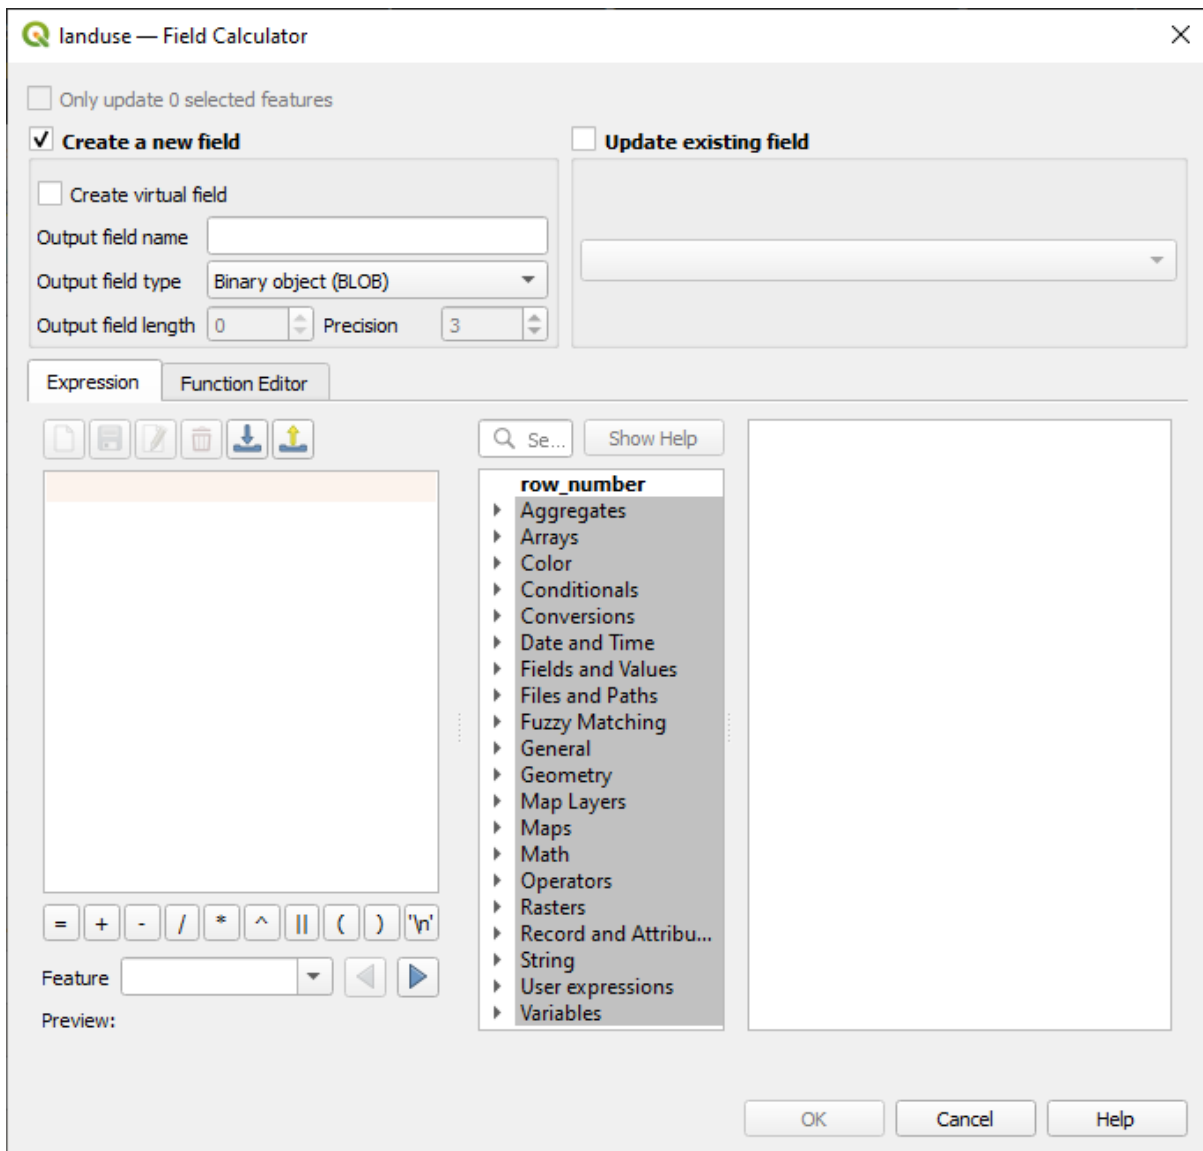 landuse — Field Calculator
Only update 0 selected features
Create a new field
Update existing field
Create virtual field
Output field name
Output field type Binary object (BLOB)
Output field length 0 Precision 3
Expression Function Editor
Se... Show Help
row_number
Aggregates
Arrays
Color
Conditionals
Conversions
Date and Time
Fields and Values
Files and Paths
Fuzzy Matching
General
Geometry
Map Layers
Maps
Math
Operators
Rasters
Record and Attribu...
String
User expressions
Variables
= + - / * ^ || ( ) '\n'
Feature
Preview:
OK Cancel Help